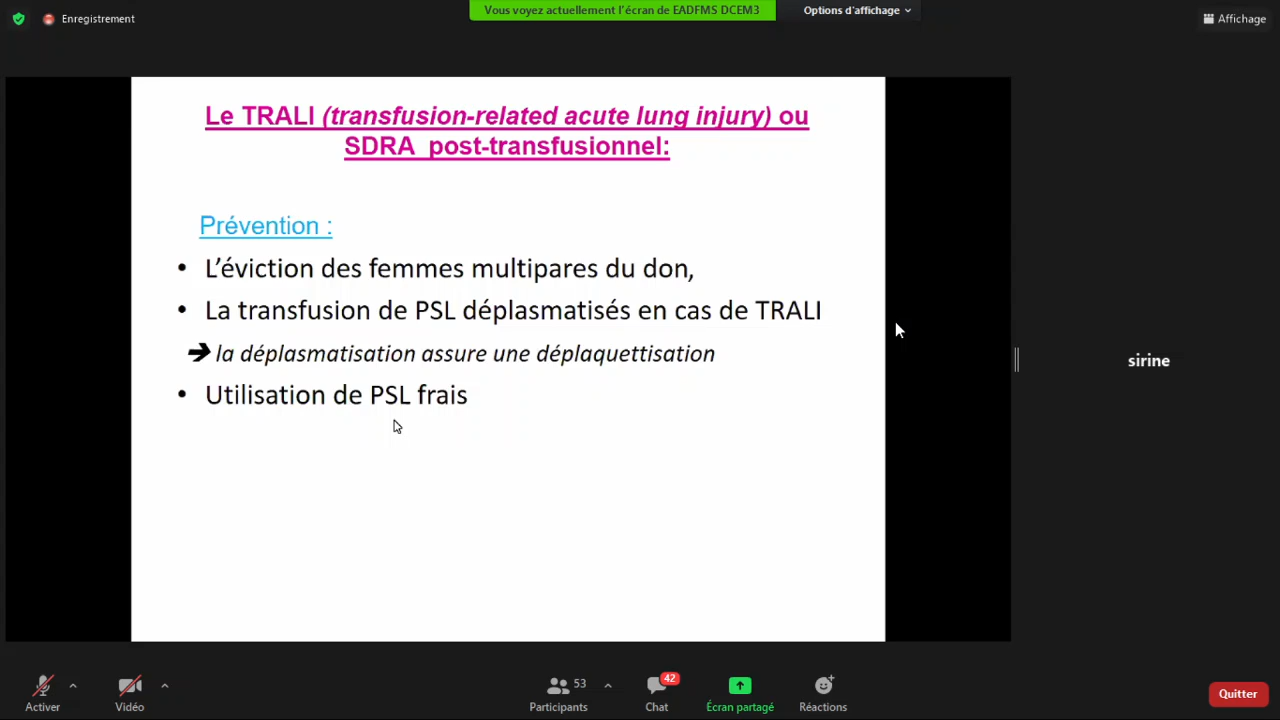 Enregistrement
Vous voyez actuellement l'écran de EADFMS DCEM3
Options d'affichage
Affichage
Le TRALI (transfusion-related acute lung injury) ou
SDRA post-transfusionnel:
Prévention :
• L'éviction des femmes multipares du don,
• La transfusion de PSL déplasmatisés en cas de TRALI
➔ la déplasmatisation assure une déplaquettisation
• Utilisation de PSL frais
sirine
Activer
Vidéo
53
Participants
42
Chat
Écran partagé
Réactions
Quitter